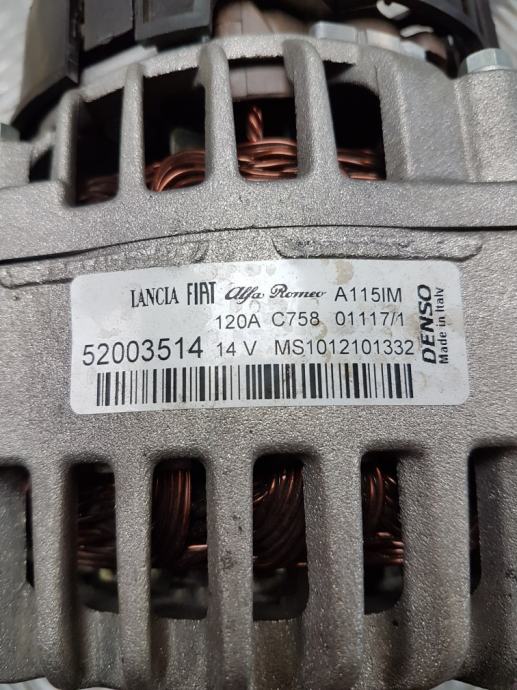 LANCIA FIAT Alfa Romeo A115IM
120A C758 01117/1
52003514 14 V MS1012101332
DENSO
Made in Italy